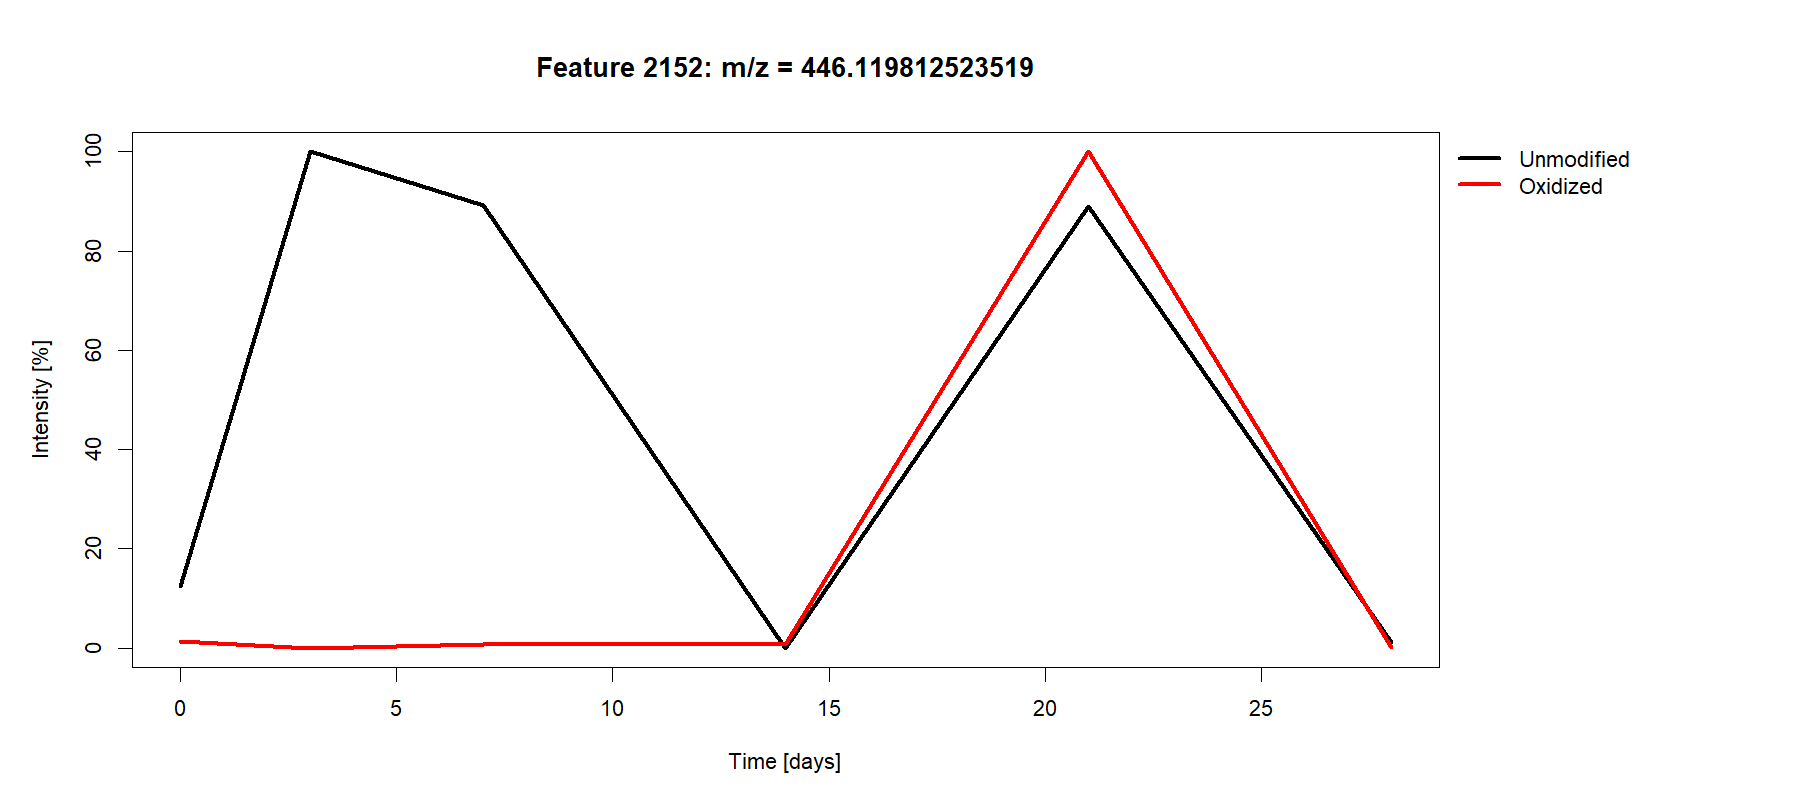 Feature 2152: m/z = 446.119812523519
Unmodified
Oxidized
Intensity [%]
100
80
60
40
20
0
0 5 10 15 20 25
Time [days]